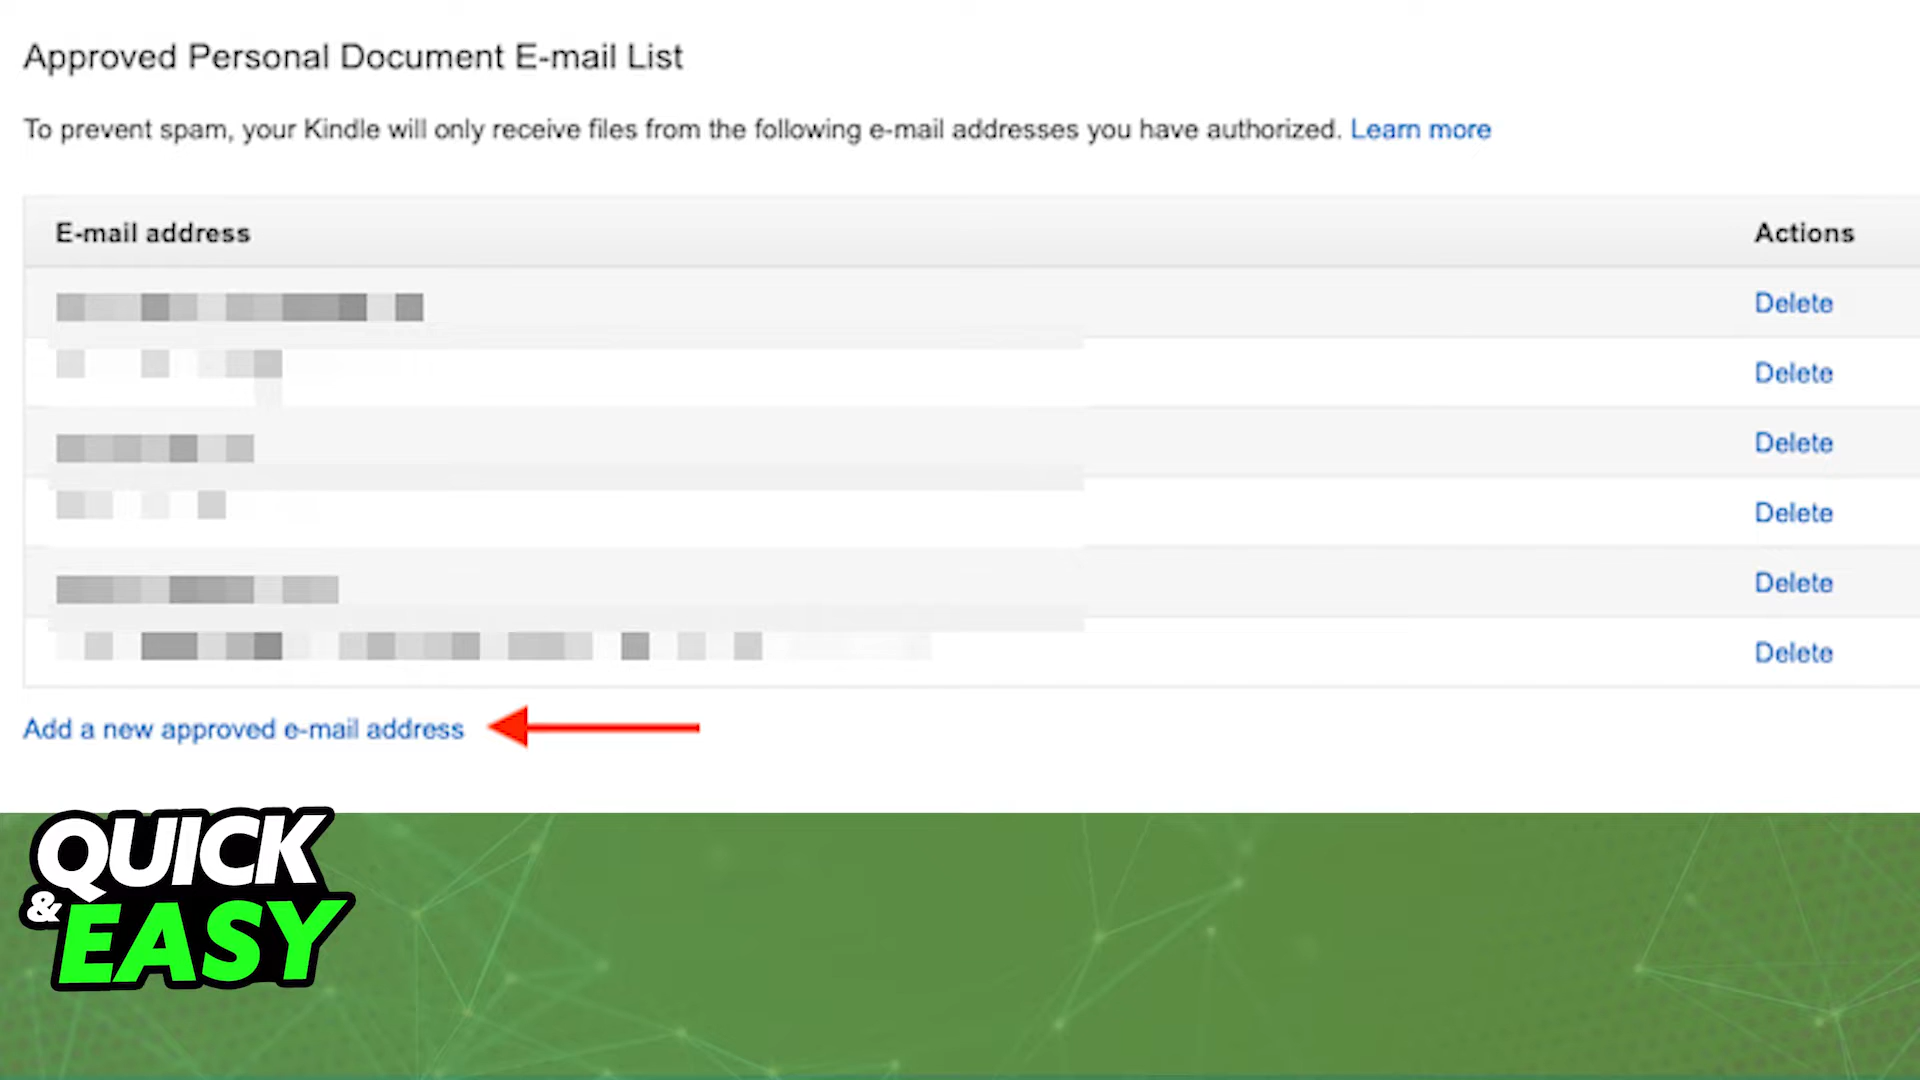 Approved Personal Document E-mail List
To prevent spam, your Kindle will only receive files from the following e-mail addresses you have authorized. Learn more
E-mail address Actions
Delete
Delete
Delete
Delete
Delete
Delete
Add a new approved e-mail address
QUICK
& EASY